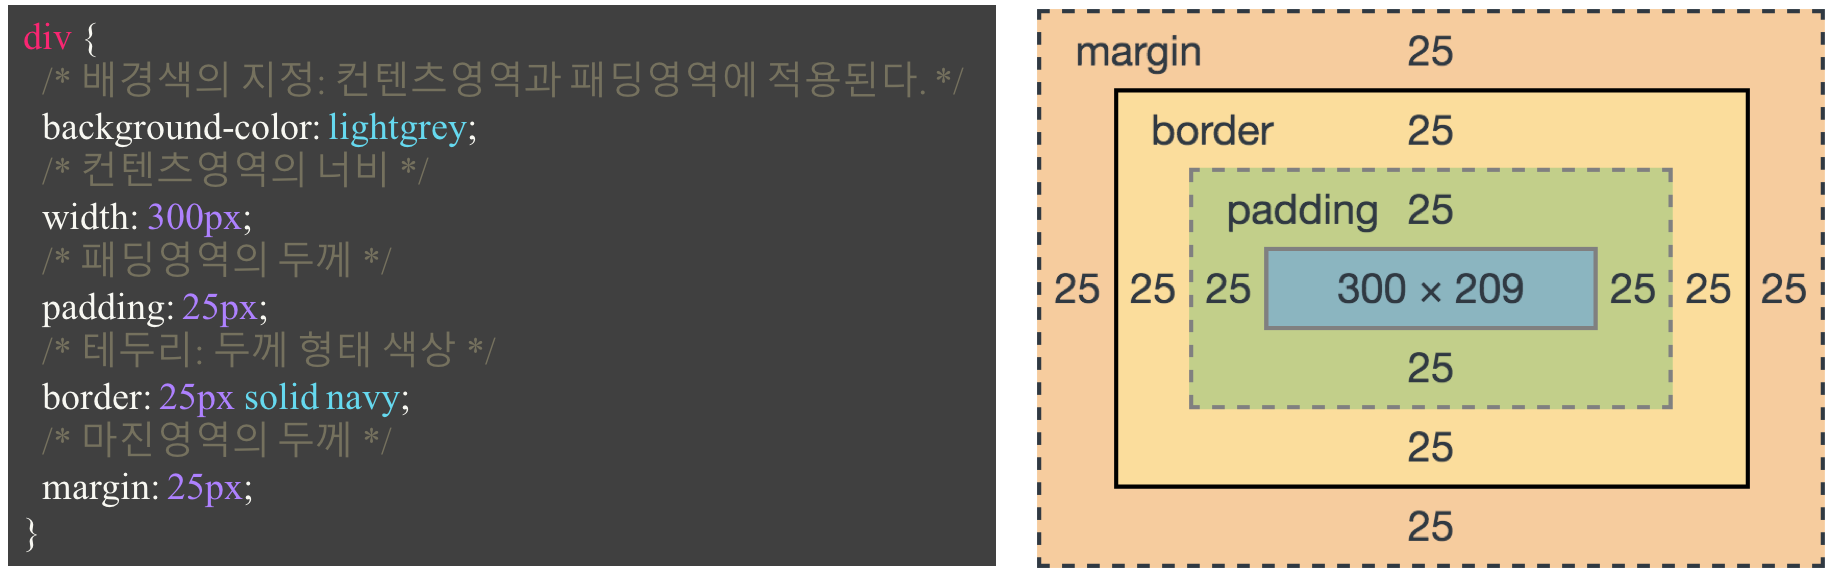 div {
/* 배경색의 지정: 컨텐츠영역과 패딩영역에 적용된다. */
background-color: lightgrey;
/* 컨텐츠영역의 너비 */
width: 300px;
/* 패딩영역의 두께 */
padding: 25px;
/* 테두리: 두께 형태 색상 */
border: 25px solid navy;
/* 마진영역의 두께 */
margin: 25px;
}
margin 25
border 25
padding 25
25 25 25 300 × 209 25 25 25
25
25
25